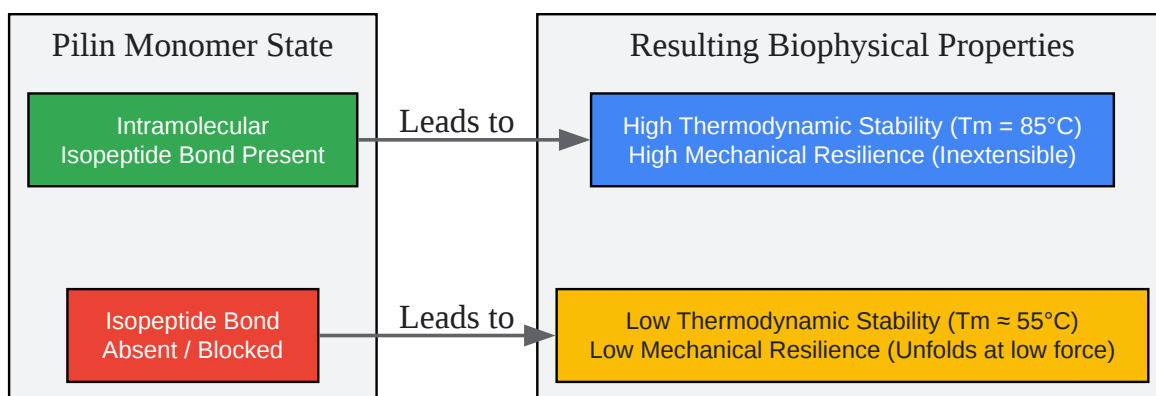 Pilin Monomer State
Resulting Biophysical Properties
Intramolecular
Isopeptide Bond Present
Leads to
High Thermodynamic Stability (Tm = 85°C)
High Mechanical Resilience (Inextensible)
Isopeptide Bond
Absent / Blocked
Leads to
Low Thermodynamic Stability (Tm ≈ 55°C)
Low Mechanical Resilience (Unfolds at low force)